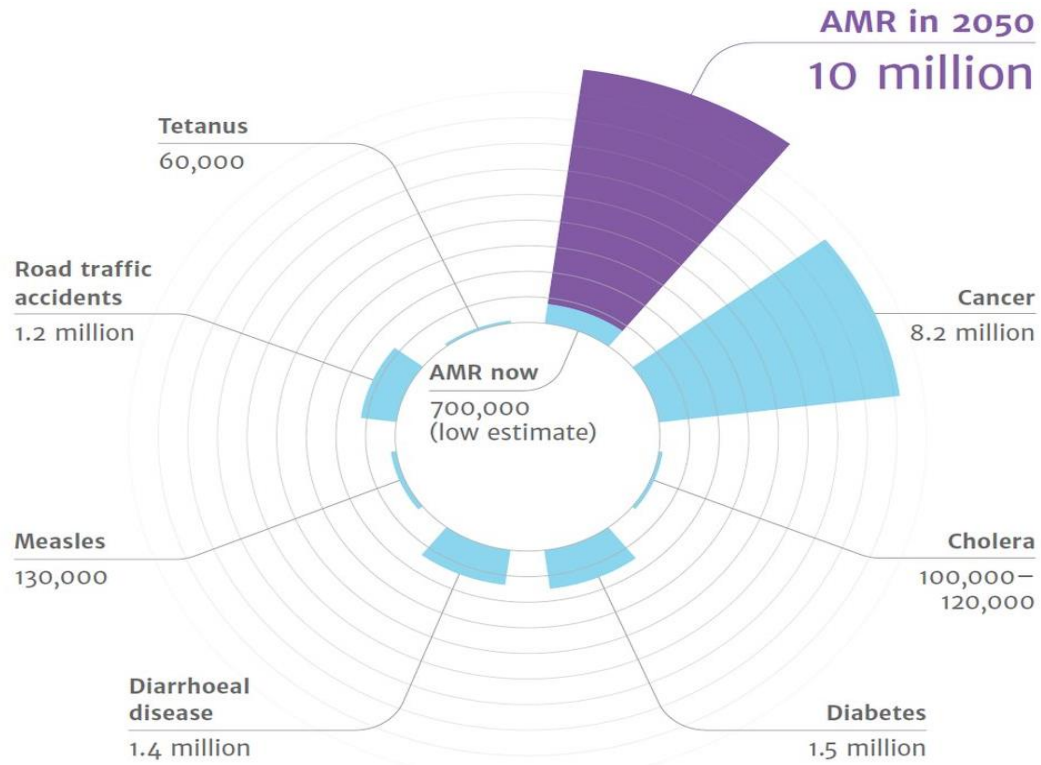 AMR in 2050
10 million
Tetanus
60,000
Road traffic
accidents
1.2 million
Cancer
8.2 million
AMR now
700,000
(low estimate)
Measles
130,000
Cholera
100,000–
120,000
Diarrhoeal
disease
1.4 million
Diabetes
1.5 million